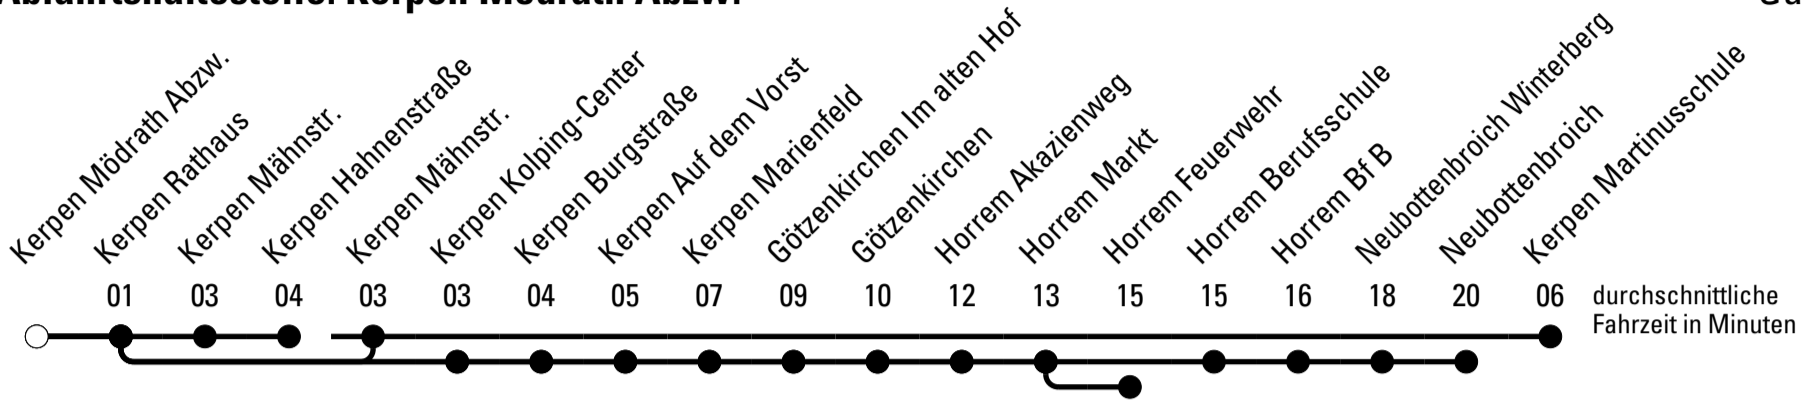 Kerpen Mödrath Abzw.
Kerpen Rathaus
Kerpen Mähnstr.
Kerpen Hahnenstraße
Kerpen Mähnstr.
Kerpen Kolping-Center
Kerpen Burgstraße
Kerpen Auf dem Vorst
Kerpen Marienfeld
Götzenkirchen Im alten Hof
Götzenkirchen
Horrem Akazienweg
Horrem Markt
Horrem Feuerwehr
Horrem Berufsschule
Horrem Bf B
Neubottenbroich Winterberg
Neubottenbroich
Kerpen Martinusschule
01 03 04 03 03 04 05 07 09 10 12 13 15 15 16 18 20 06 durchschnittliche
Fahrzeit in Minuten